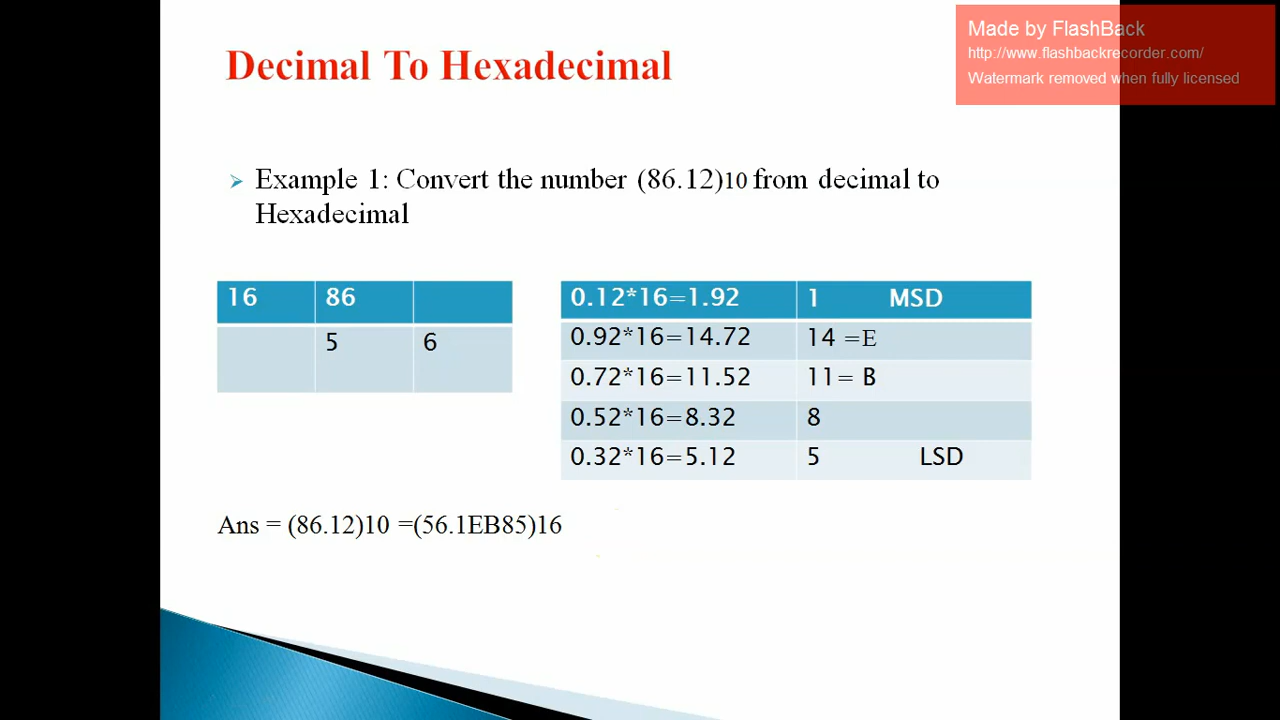 Made by FlashBack
http://www.flashbackrecorder.com/
Watermark removed when fully licensed
Decimal To Hexadecimal
Example 1: Convert the number (86.12)10 from decimal to
Hexadecimal
16 86
5 6
0.12*16=1.92 1 MSD
0.92*16=14.72 14 =E
0.72*16=11.52 11= B
0.52*16=8.32 8
0.32*16=5.12 5 LSD
Ans = (86.12)10 =(56.1EB85)16